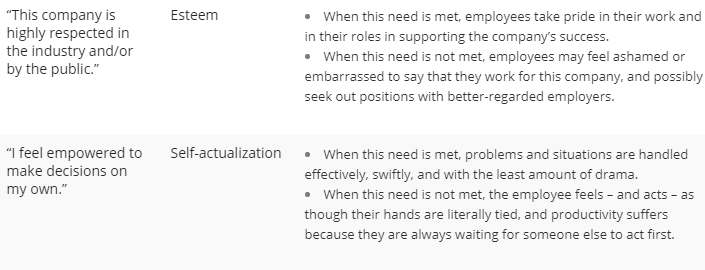 “This company is
highly respected in
the industry and/or
by the public.”
Esteem
• When this need is met, employees take pride in their work and
in their roles in supporting the company’s success.
• When this need is not met, employees may feel ashamed or
embarrassed to say that they work for this company, and possibly
seek out positions with better-regarded employers.
“I feel empowered to
make decisions on
my own.”
Self-actualization
• When this need is met, problems and situations are handled
effectively, swiftly, and with the least amount of drama.
• When this need is not met, the employee feels – and acts – as
though their hands are literally tied, and productivity suffers
because they are always waiting for someone else to act first.